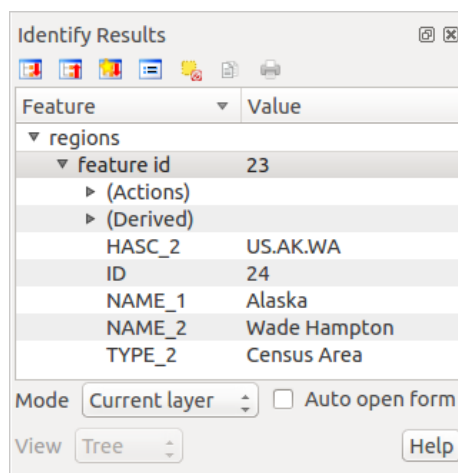 Identify Results
Feature Value
regions
feature id 23
(Actions)
(Derived)
HASC_2 US.AK.WA
ID 24
NAME_1 Alaska
NAME_2 Wade Hampton
TYPE_2 Census Area
Mode Current layer Auto open form
View Tree Help